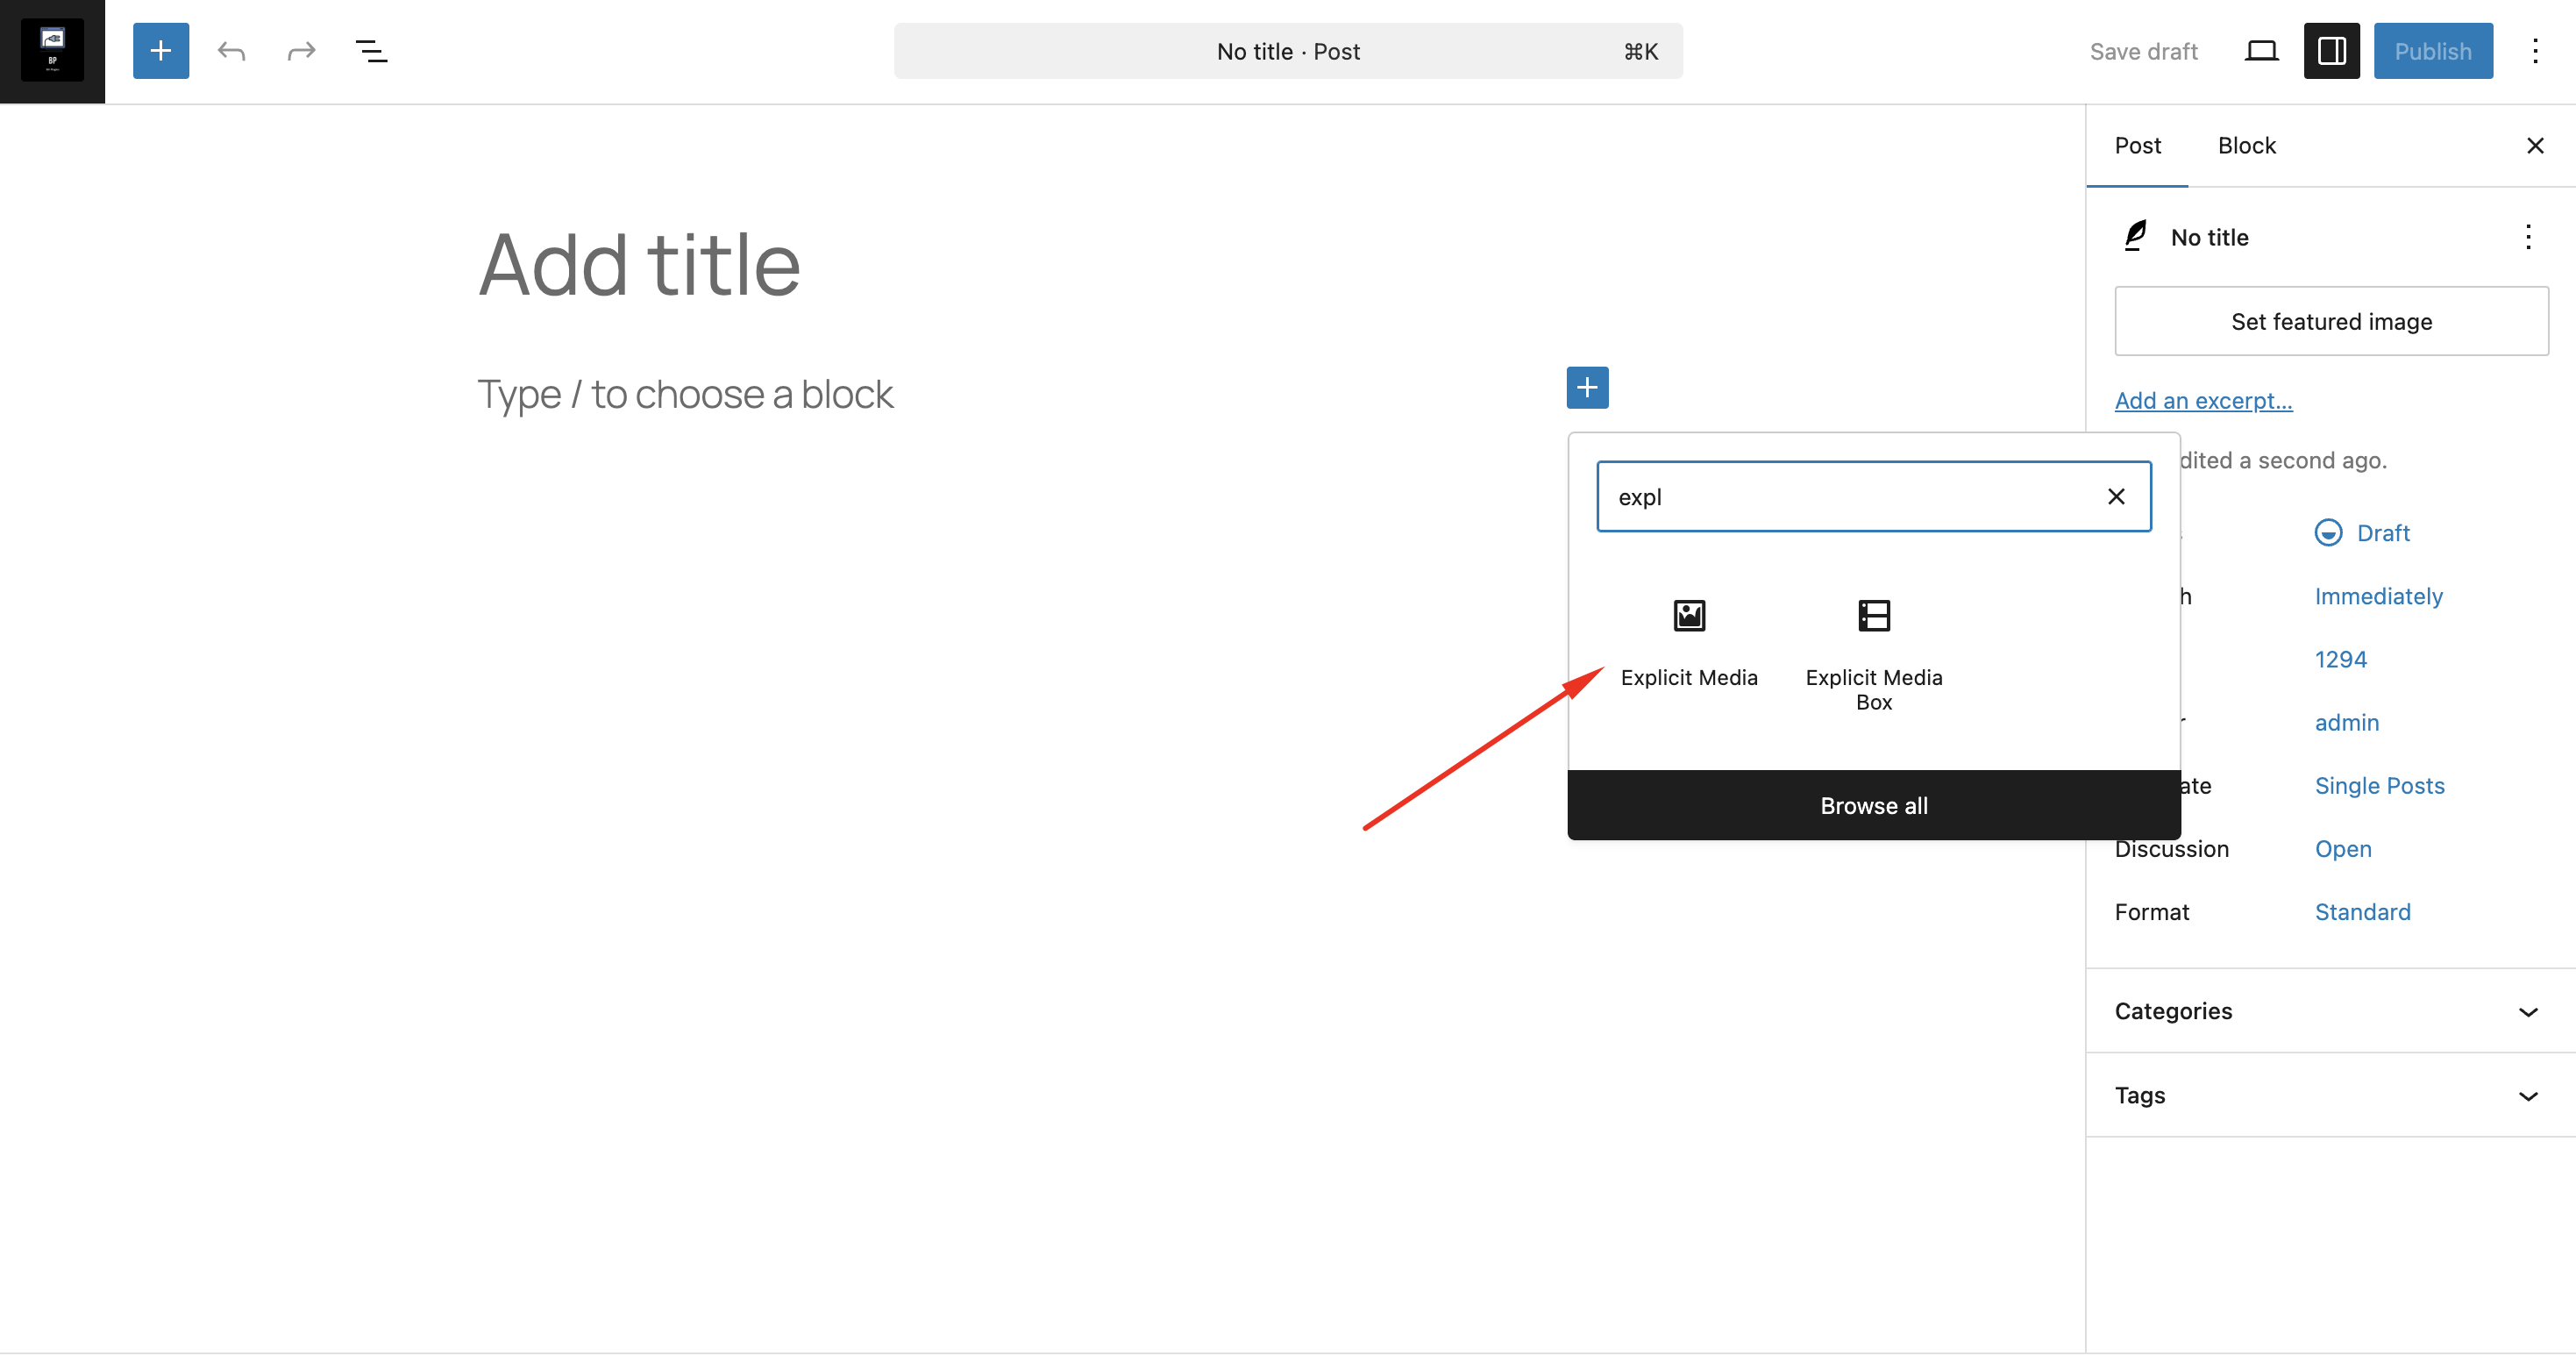 BP
No title · Post
⌘K
Save draft
Publish
Add title
Type / to choose a block
expl
Explicit Media
Explicit Media
Box
Browse all
Post
Block
No title
Set featured image
Add an excerpt...
dited a second ago.
Draft
h
Immediately
1294
r
admin
ate
Single Posts
Discussion
Open
Format
Standard
Categories
Tags